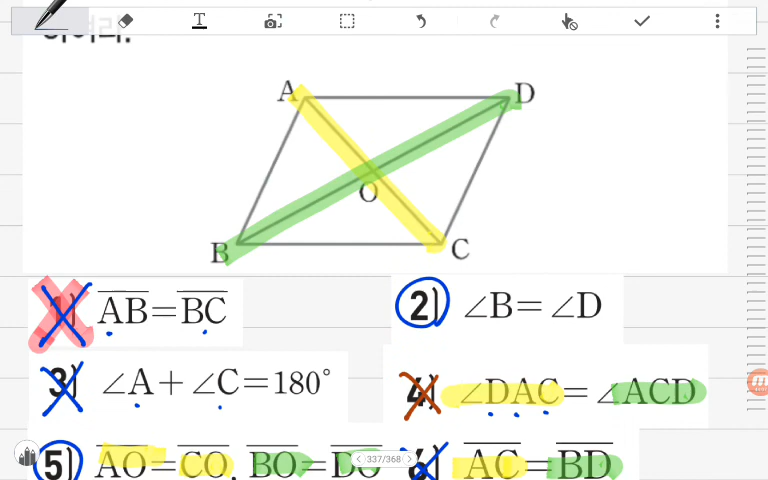 T
A
D
O
B
C
1) AB=BC
2) ∠B=∠D
3) ∠A+∠C=180°
4) ∠DAC=∠ACD
5) AO=CO, BO=DO
6) AC=BD
337/368